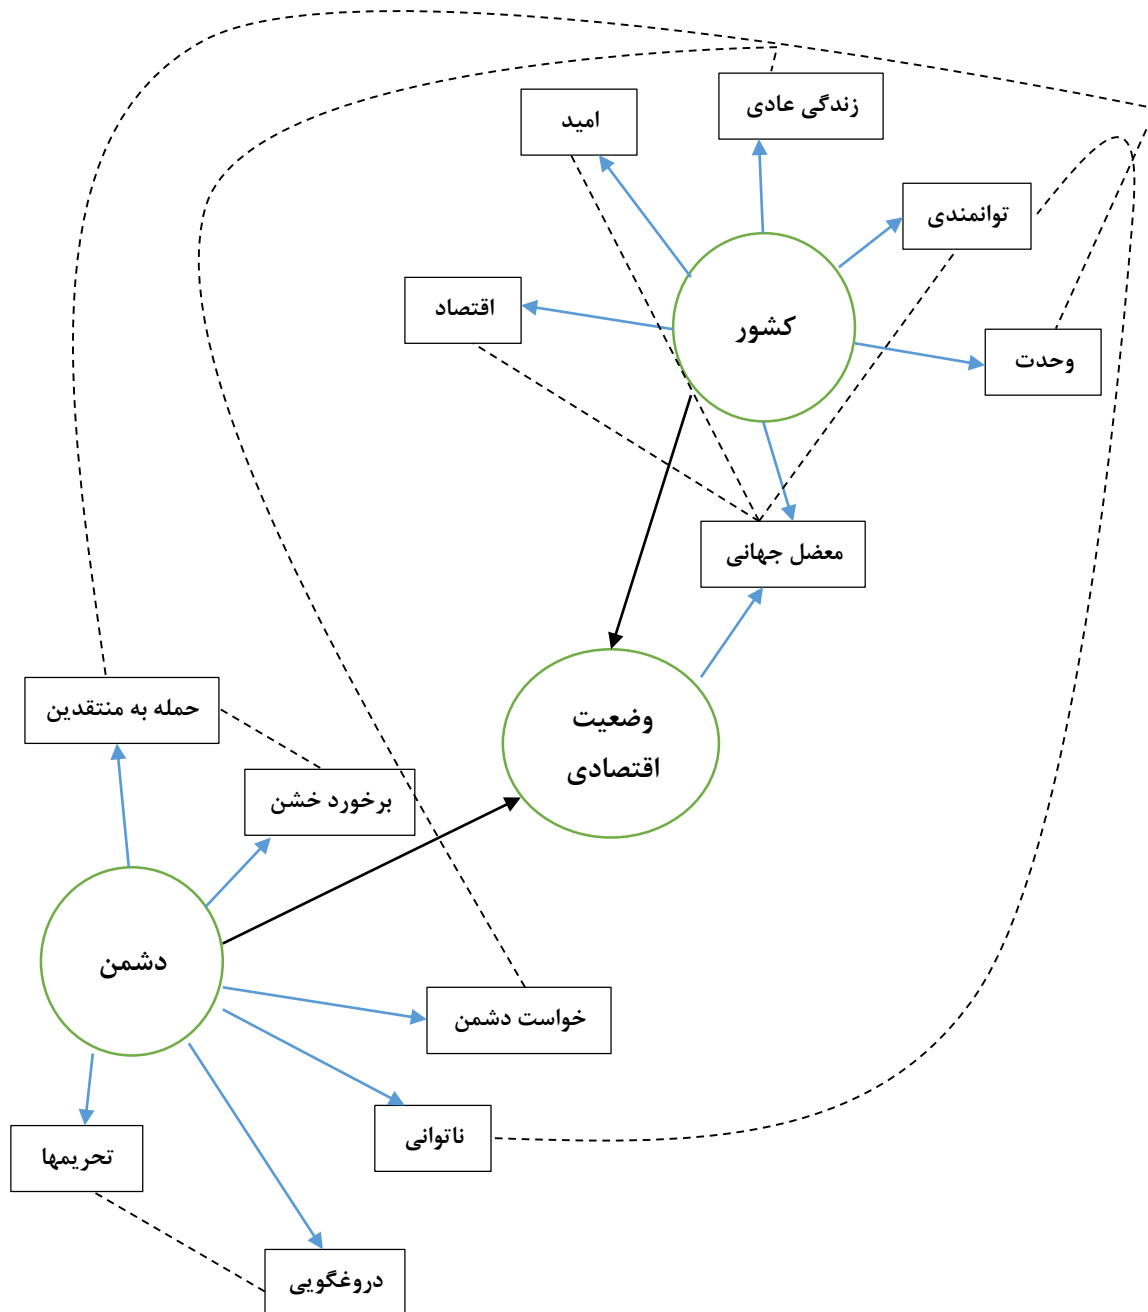 زندگی عادی
امید
توانمندی
اقتصاد
کشور
وحدت
معضل جهانی
حمله به منتقدین
وضعیت
اقتصادی
برخورد خشن
دشمن
خواست دشمن
ناتوانی
تحریمها
دروغگویی